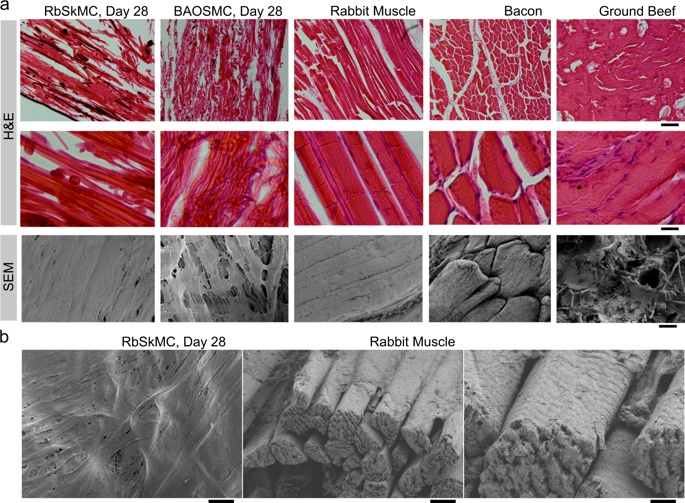 a
RbSkMC, Day 28 BAOSMC, Day 28 Rabbit Muscle Bacon Ground Beef
H&E
SEM
b
RbSkMC, Day 28 Rabbit Muscle